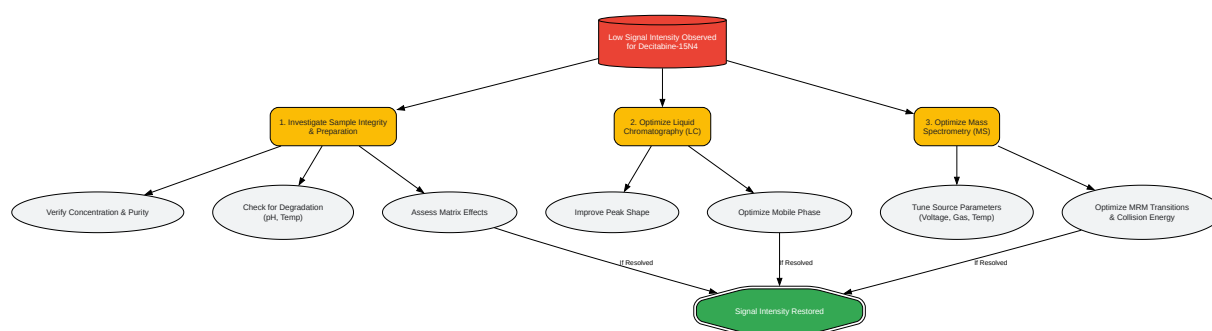 Low Signal Intensity Observed
for Decitabine-15N4
1. Investigate Sample Integrity
& Preparation
2. Optimize Liquid
Chromatography (LC)
3. Optimize Mass
Spectrometry (MS)
Verify Concentration & Purity
Check for Degradation
(pH, Temp)
Assess Matrix Effects
Improve Peak Shape
Optimize Mobile Phase
Tune Source Parameters
(Voltage, Gas, Temp)
Optimize MRM Transitions
& Collision Energy
If Resolved
If Resolved
If Resolved
Signal Intensity Restored